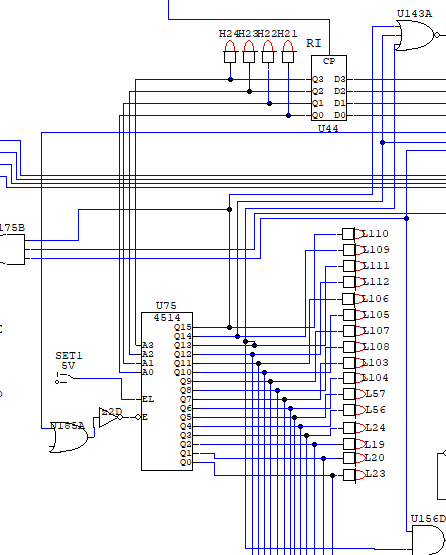 U143A
H24 H23 H22 H21
RI
CP
Q3 D3
Q2 D2
Q1 D1
Q0 D0
U44
175B
L110
L109
L111
L112
L106
L105
L107
L108
L103
L104
L57
L56
L24
L19
L20
L23
U75
4514
Q15
Q14
A3 Q13
A2 Q12
A1 Q11
A0 Q10
Q9
Q8
EL Q7
Q6
E Q5
Q4
Q3
Q2
Q1
Q0
SET1
5V
U185A
U156D